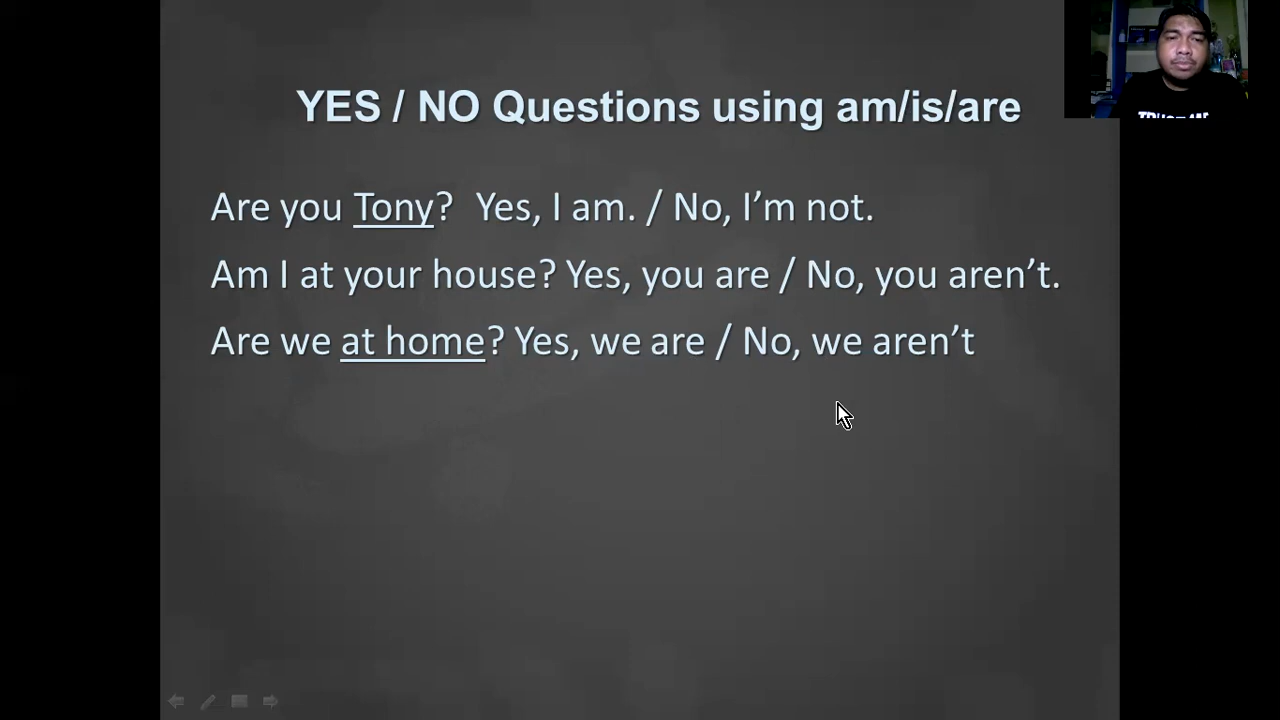 YES / NO Questions using am/is/are
Are you Tony? Yes, I am. / No, I’m not.
Am I at your house? Yes, you are / No, you aren’t.
Are we at home? Yes, we are / No, we aren’t